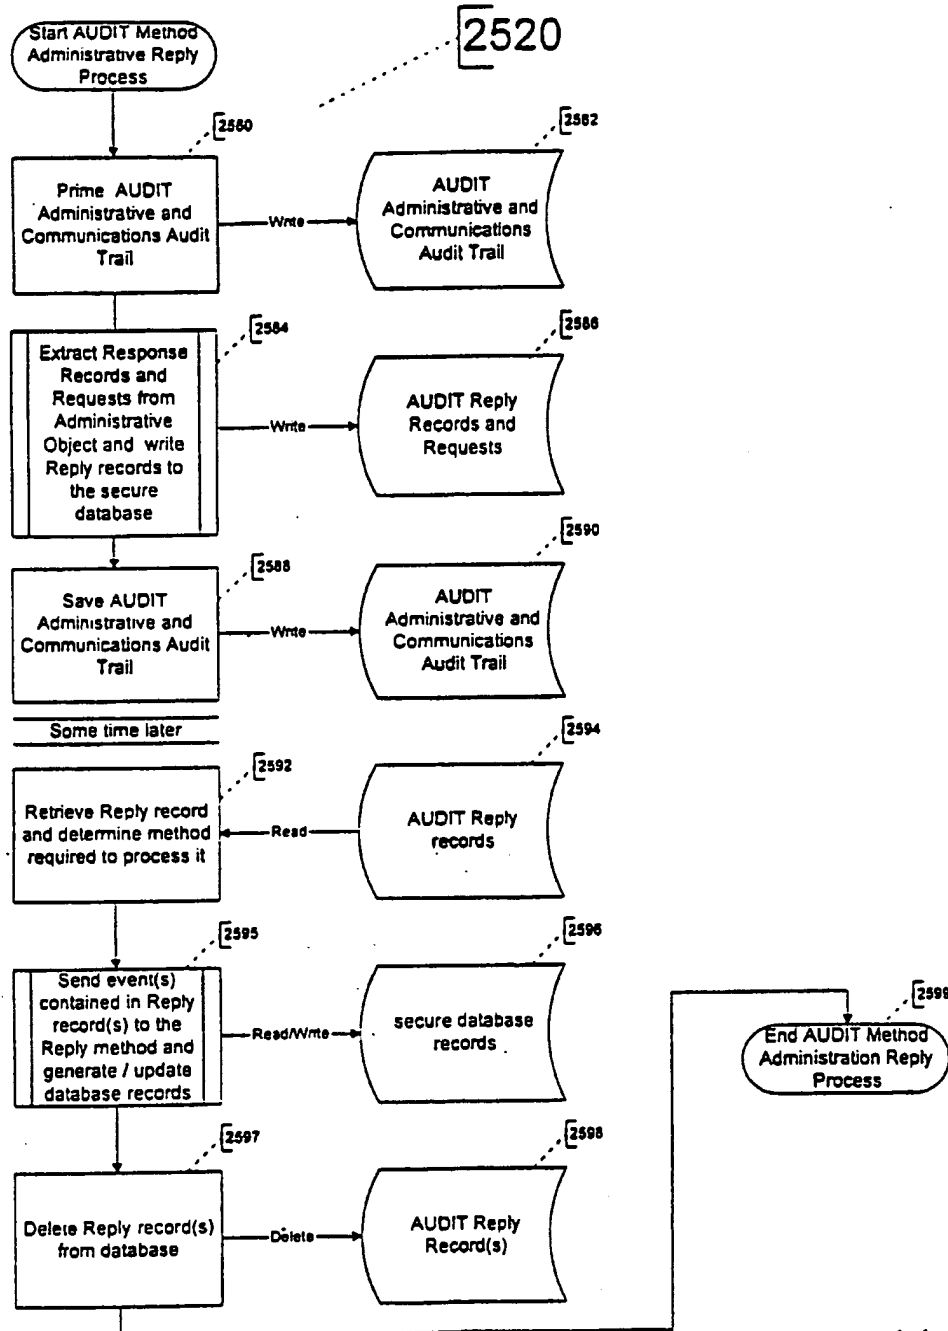 Start AUDIT Method
Administrative Reply
Process
2520
2580
Prime AUDIT
Administrative and
Communications Audit
Trail
Write
2582
AUDIT
Administrative and
Communications
Audit Trail
2584
Extract Response
Records and
Requests from
Administrative
Object and write
Reply records to
the secure
database
Write
2586
AUDIT Reply
Records and
Requests
2588
Save AUDIT
Administrative and
Communications Audit
Trail
Write
2590
AUDIT
Administrative and
Communications
Audit Trail
Some time later
2592
Retrieve Reply record
and determine method
required to process it
Read
2594
AUDIT Reply
records
2595
Send event(s)
contained in Reply
record(s) to the
Reply method and
generate / update
database records
Read/Write
2596
secure database
records
2599
End AUDIT Method
Administration Reply
Process
2597
Delete Reply record(s)
from database
Delete
2598
AUDIT Reply
Record(s)